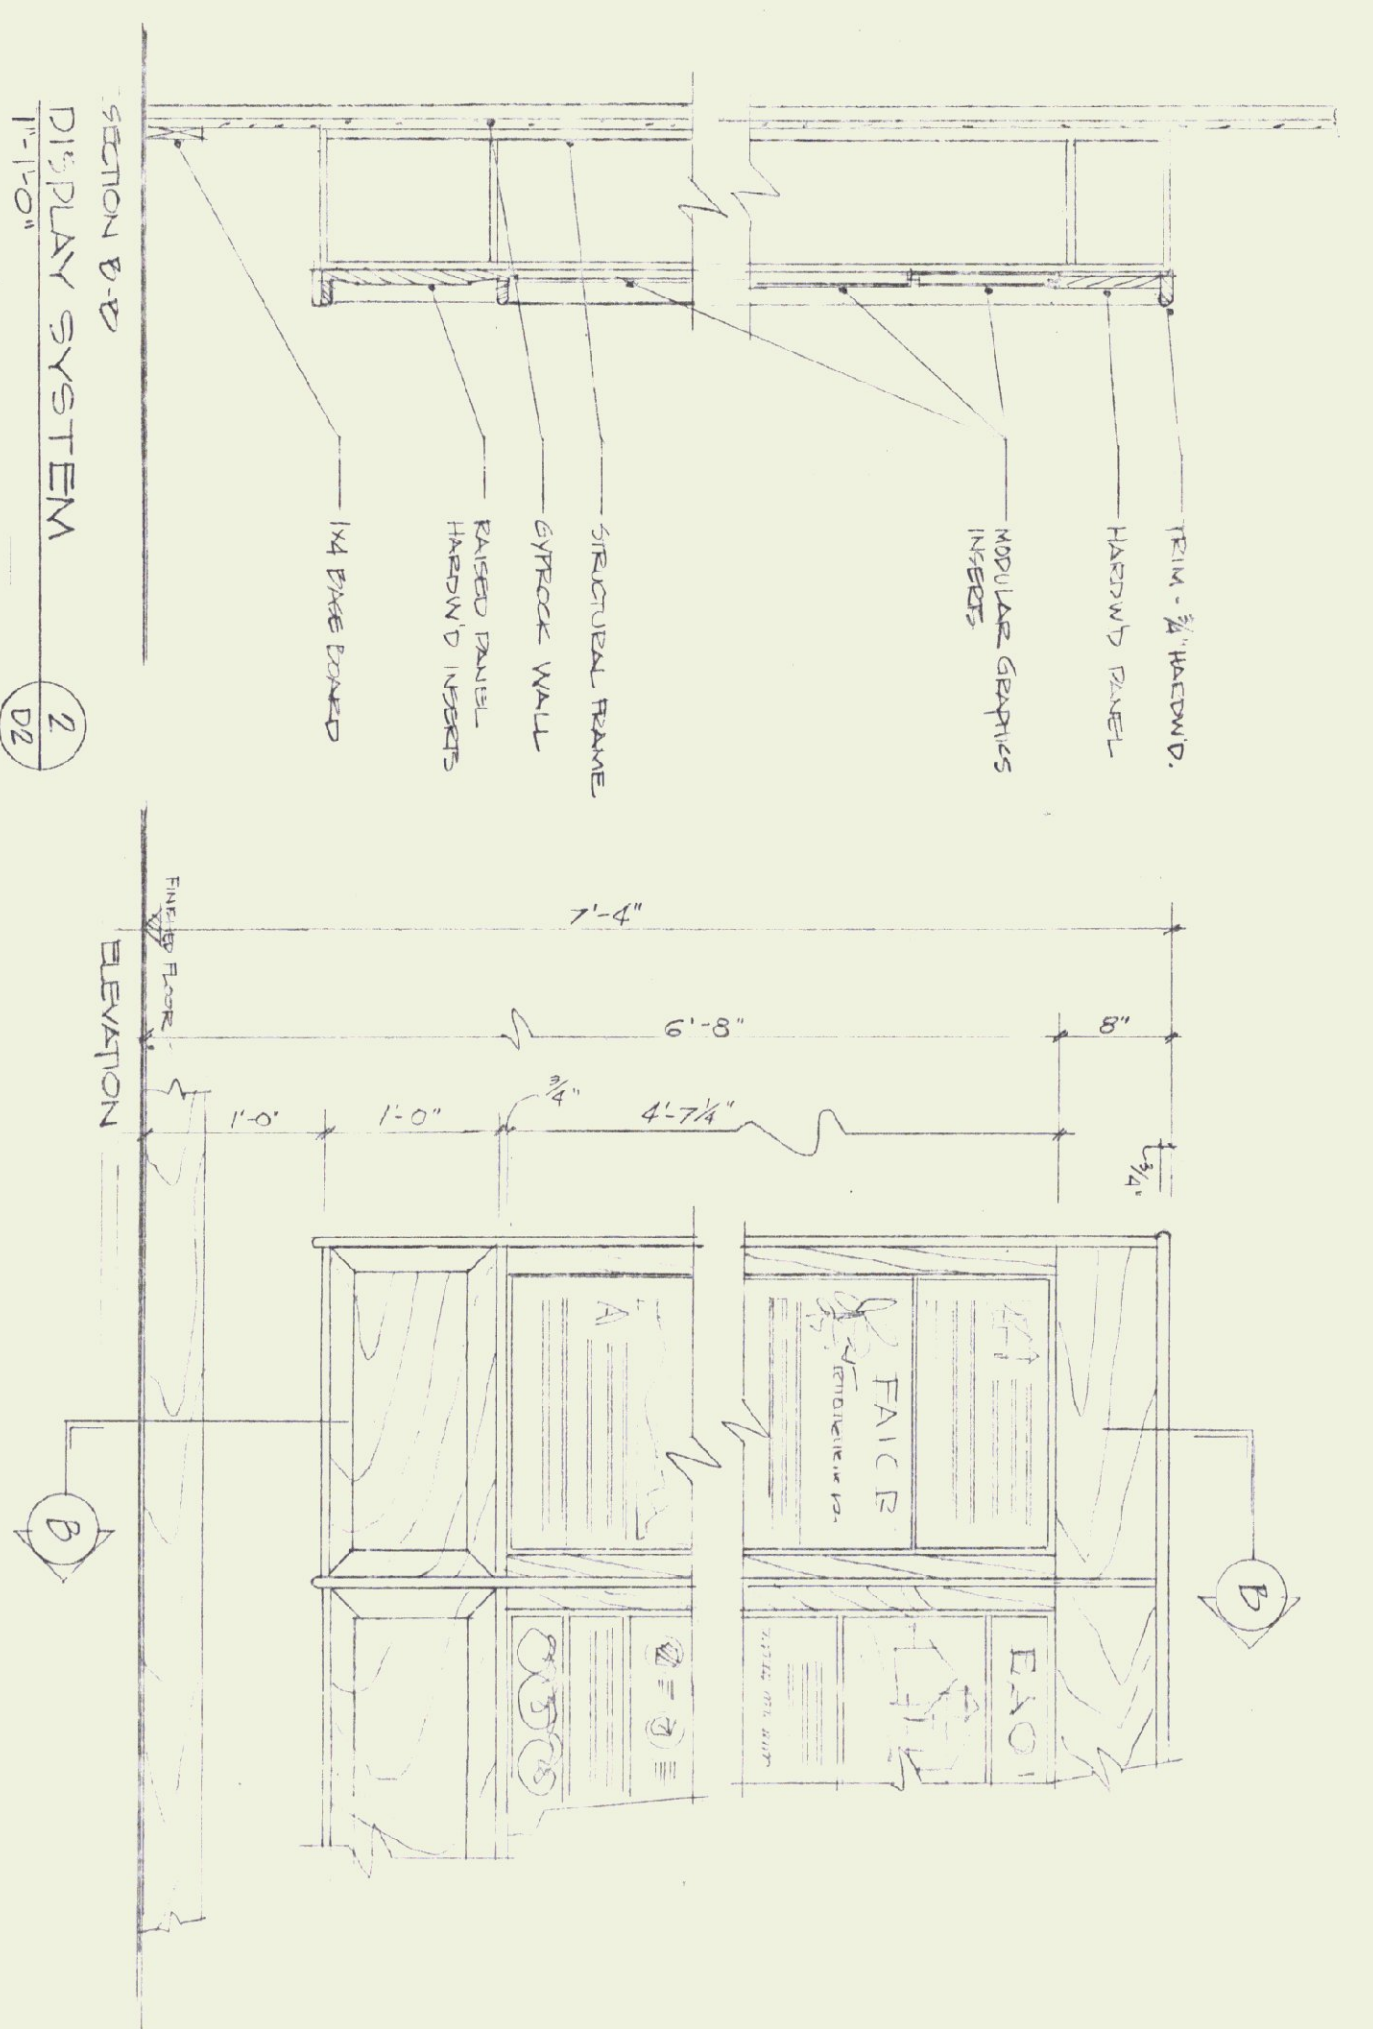 TRIM - 3/4" HARDW'D.
HARDW'D PANEL
MODULAR GRAPHICS
INSERTS
STRUCTURAL FRAME
GYPROCK WALL
RAISED PANEL
HARDW'D INSERTS
1X4 BASE BOARD
SECTION B-B
DISPLAY SYSTEM
1"-1'-0"
2
D2
7'-4"
6'-8"
8"
1'-0"
1'-0"
3/4"
4'-7 1/4"
3/4"
FINISHED FLOOR
ELEVATION
B
B
FAICB
A
EAO